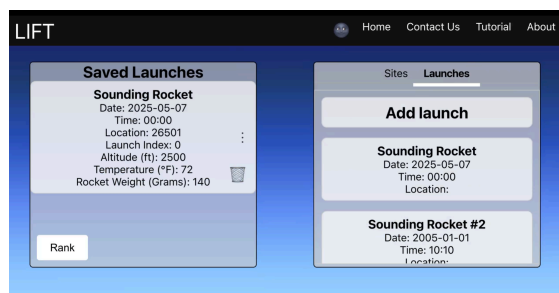 LIFT
Home Contact Us Tutorial About
Saved Launches
Sounding Rocket
Date: 2025-05-07
Time: 00:00
Location: 26501
Launch Index: 0
Altitude (ft): 2500
Temperature (°F): 72
Rocket Weight (Grams): 140
Rank
Sites Launches
Add launch
Sounding Rocket
Date: 2025-05-07
Time: 00:00
Location:
Sounding Rocket #2
Date: 2005-01-01
Time: 10:10
Location: